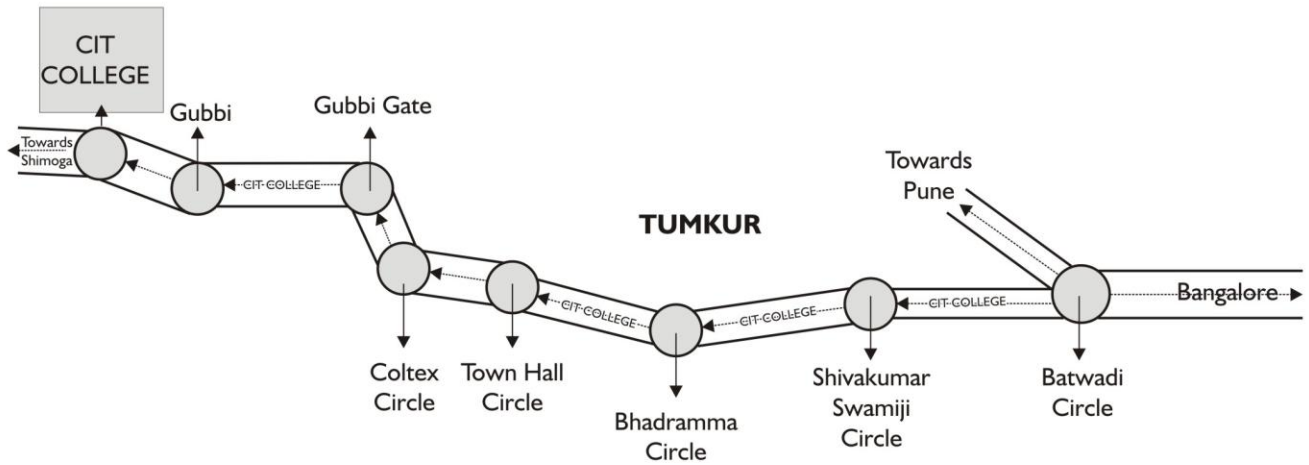 CIT
COLLEGE
Gubbi
Gubbi Gate
Towards
Shimoga
CIT COLLEGE
Towards
Pune
TUMKUR
Bangalore
CIT COLLEGE
CIT COLLEGE
CIT COLLEGE
Coltex
Circle
Town Hall
Circle
Bhadramma
Circle
Shivakumar
Swamiji
Circle
Batwadi
Circle